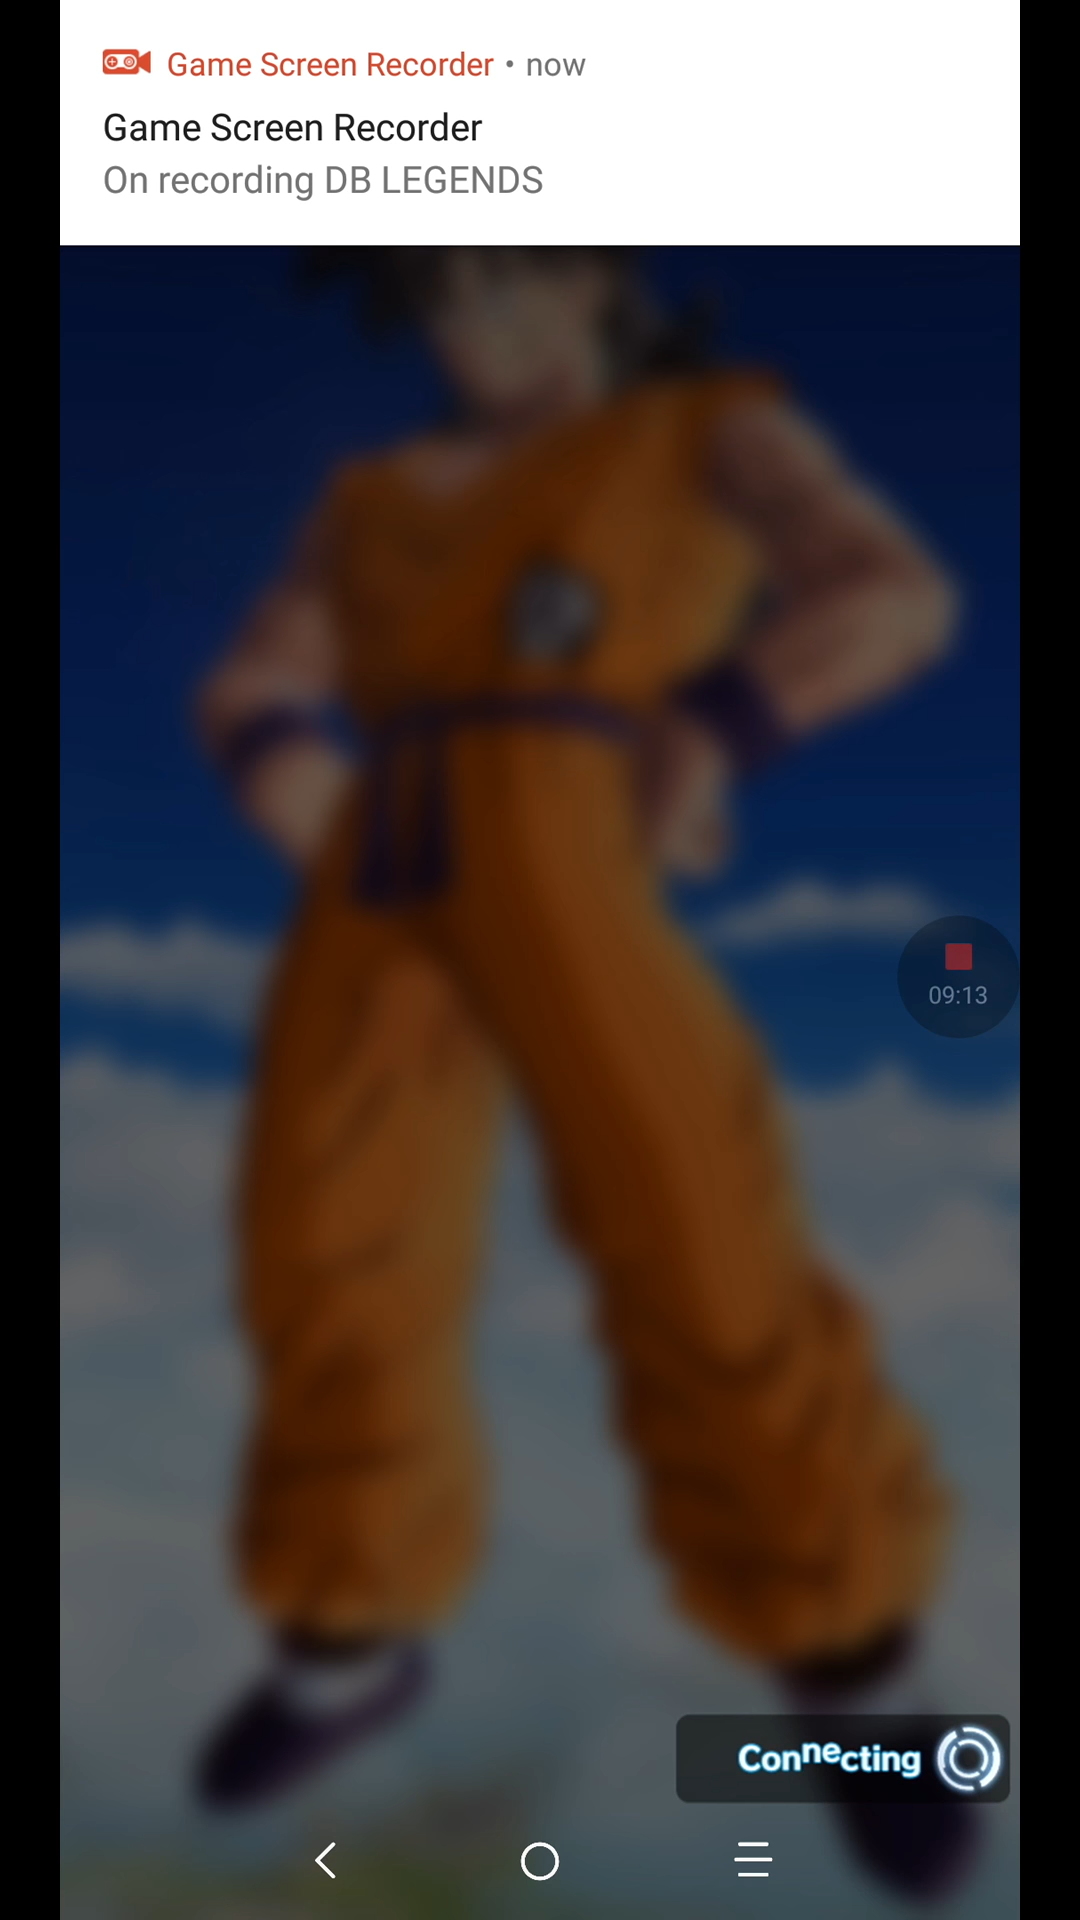 Game Screen Recorder • now
Game Screen Recorder
On recording DB LEGENDS
09:13
Connecting